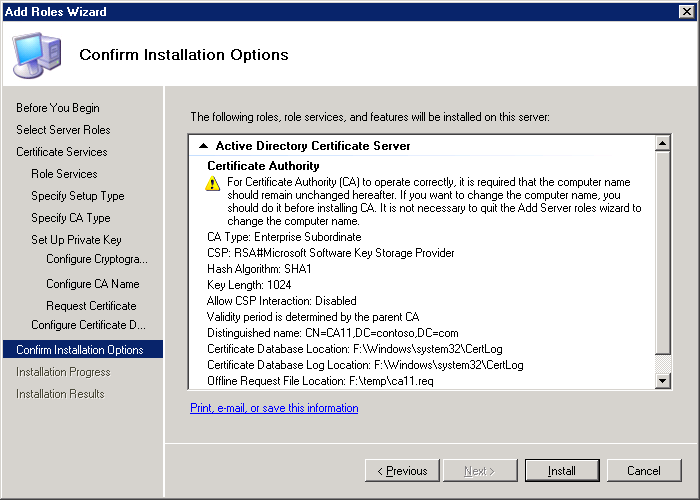 Add Roles Wizard
Confirm Installation Options
Before You Begin
Select Server Roles
Certificate Services
Role Services
Specify Setup Type
Specify CA Type
Set Up Private Key
Configure Cryptogra...
Configure CA Name
Request Certificate
Configure Certificate D...
Confirm Installation Options
Installation Progress
Installation Results
The following roles, role services, and features will be installed on this server:
Active Directory Certificate Server
Certificate Authority
For Certificate Authority (CA) to operate correctly, it is required that the computer name
should remain unchanged hereafter. If you want to change the computer name, you
should do it before installing CA. It is not necessary to quit the Add Server roles wizard to
change the computer name.
CA Type: Enterprise Subordinate
CSP: RSA#Microsoft Software Key Storage Provider
Hash Algorithm: SHA1
Key Length: 1024
Allow CSP Interaction: Disabled
Validity period is determined by the parent CA
Distinguished name: CN=CA11,DC=contoso,DC=com
Certificate Database Location: F:\Windows\system32\CertLog
Certificate Database Log Location: F:\Windows\system32\CertLog
Offline Request File Location: F:\temp\ca11.req
Print, e-mail, or save this information
< Previous
Next >
Install
Cancel